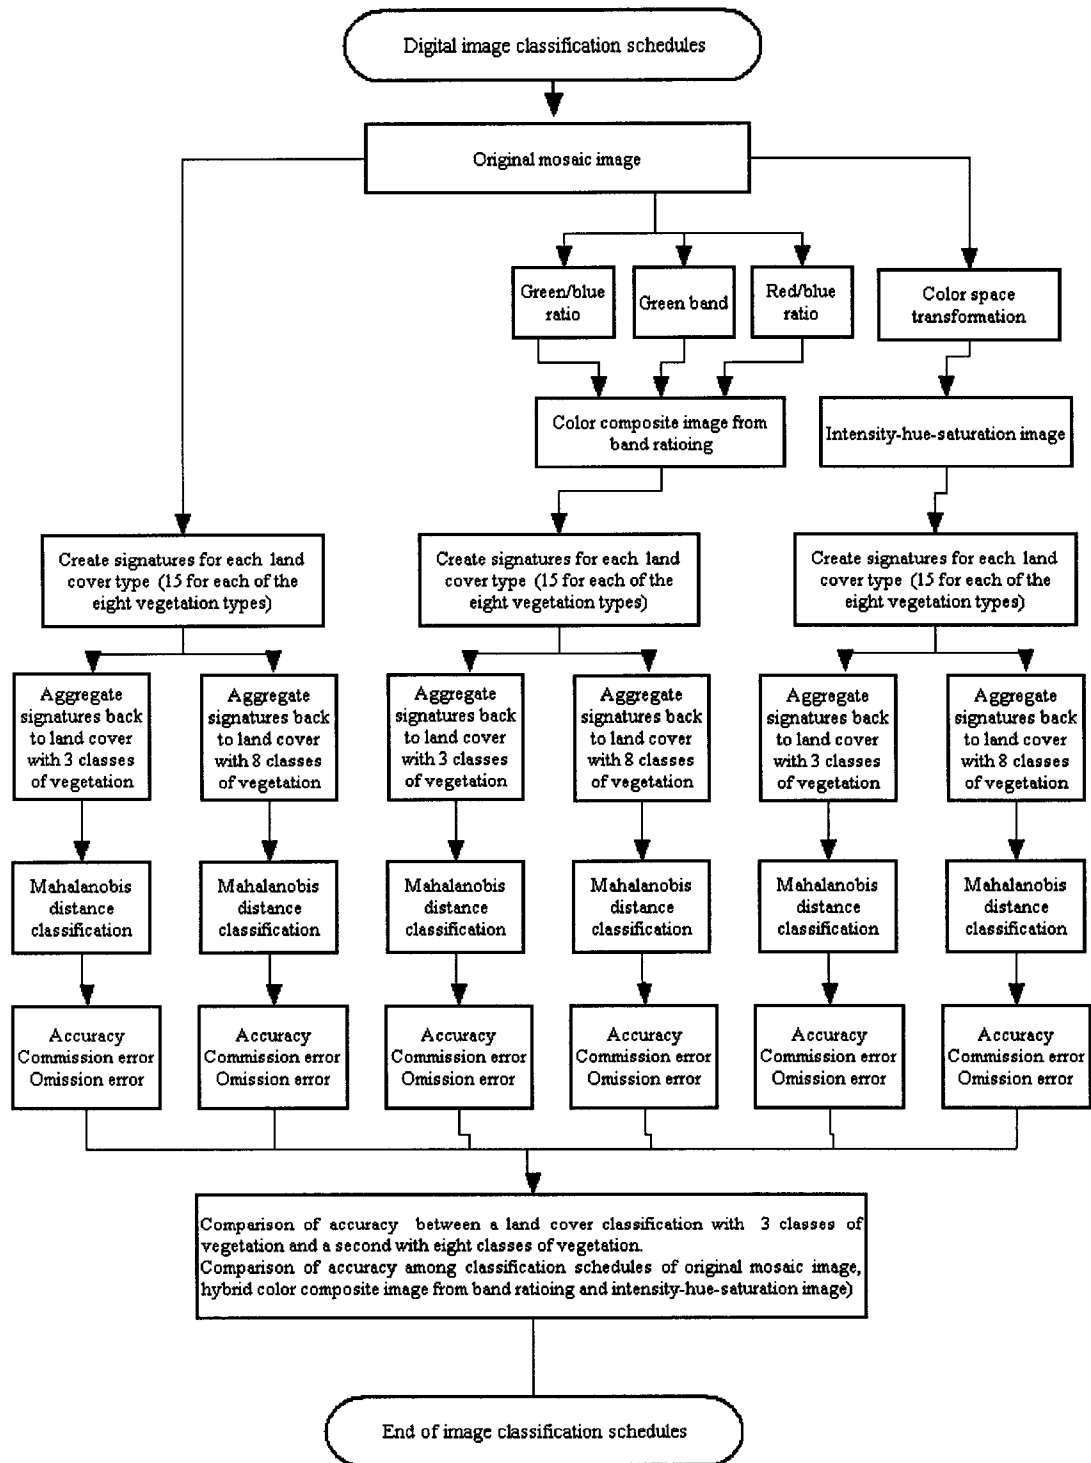 Digital image classification schedules
Original mosaic image
Green/blue
ratio
Green band
Red/blue
ratio
Color space
transformation
Color composite image from
band ratioing
Intensity-hue-saturation image
Create signatures for each land
cover type (15 for each of the
eight vegetation types)
Create signatures for each land
cover type (15 for each of the
eight vegetation types)
Create signatures for each land
cover type (15 for each of the
eight vegetation types)
Aggregate
signatures back
to land cover
with 3 classes
of vegetation
Aggregate
signatures back
to land cover
with 8 classes
of vegetation
Aggregate
signatures back
to land cover
with 3 classes
of vegetation
Aggregate
signatures back
to land cover
with 8 classes
of vegetation
Aggregate
signatures back
to land cover
with 3 classes
of vegetation
Aggregate
signatures back
to land cover
with 8 classes
of vegetation
Mahalanobis
distance
classification
Mahalanobis
distance
classification
Mahalanobis
distance
classification
Mahalanobis
distance
classification
Mahalanobis
distance
classification
Mahalanobis
distance
classification
Accuracy
Commission error
Omission error
Accuracy
Commission error
Omission error
Accuracy
Commission error
Omission error
Accuracy
Commission error
Omission error
Accuracy
Commission error
Omission error
Accuracy
Commission error
Omission error
Comparison of accuracy between a land cover classification with 3 classes of
vegetation and a second with eight classes of vegetation.
Comparison of accuracy among classification schedules of original mosaic image,
hybrid color composite image from band ratioing and intensity-hue-saturation image)
End of image classification schedules